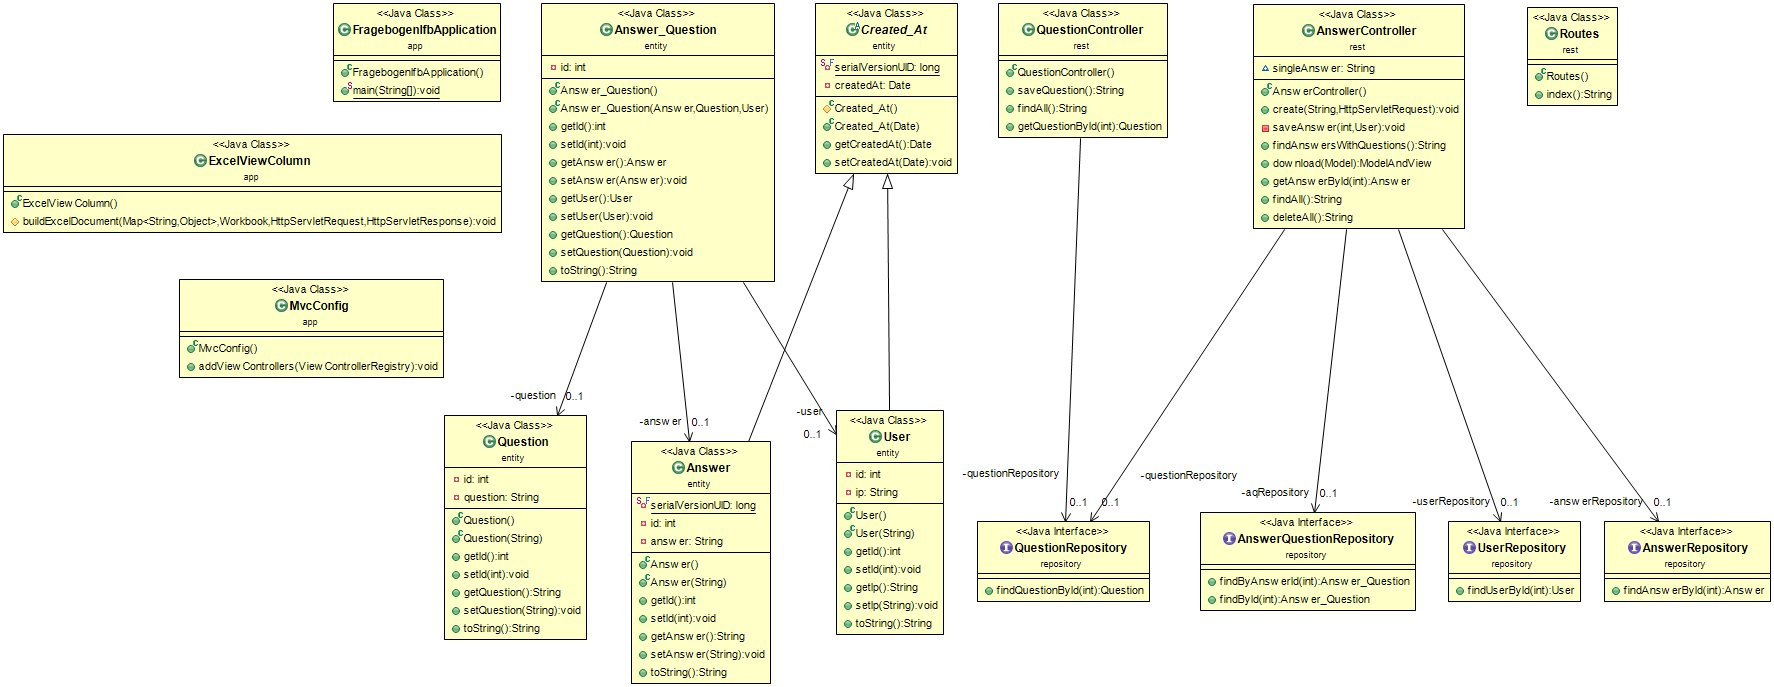 <<Java Class>>
FragebogenIfbApplication
app
FragebogenIfbApplication()
main(String[]):void
<<Java Class>>
ExcelViewColumn
app
ExcelViewColumn()
buildExcelDocument(Map<String,Object>,Workbook,HttpServletRequest,HttpServletResponse):void
<<Java Class>>
MvcConfig
app
MvcConfig()
addViewControllers(ViewControllerRegistry):void
<<Java Class>>
Answer_Question
entity
id: int
Answer_Question()
Answer_Question(Answer,Question,User)
getId():int
setId(int):void
getAnswer():Answer
setAnswer(Answer):void
getUser():User
setUser(User):void
getQuestion():Question
setQuestion(Question):void
toString():String
<<Java Class>>
Created_At
entity
serialVersionUID: long
createdAt: Date
Created_At()
Created_At(Date)
getCreatedAt():Date
setCreatedAt(Date):void
<<Java Class>>
QuestionController
rest
QuestionController()
saveQuestion():String
findAll():String
getQuestionById(int):Question
<<Java Class>>
AnswerController
rest
singleAnswer: String
AnswerController()
create(String,HttpServletRequest):void
saveAnswer(int,User):void
findAnswersWithQuestions():String
download(Model):ModelAndView
getAnswerById(int):Answer
findAll():String
deleteAll():String
<<Java Class>>
Routes
rest
Routes()
index():String
-question
0..1
-answer
0..1
-user
0..1
<<Java Class>>
Question
entity
id: int
question: String
Question()
Question(String)
getId():int
setId(int):void
getQuestion():String
setQuestion(String):void
toString():String
<<Java Class>>
Answer
entity
serialVersionUID: long
id: int
answer: String
Answer()
Answer(String)
getId():int
setId(int):void
getAnswer():String
setAnswer(String):void
toString():String
<<Java Class>>
User
entity
id: int
ip: String
User()
User(String)
getId():int
setId(int):void
getIp():String
setIp(String):void
toString():String
-questionRepository
0..1
-questionRepository
0..1
-aqRepository
0..1
-userRepository
0..1
-answerRepository
0..1
<<Java Interface>>
QuestionRepository
repository
findQuestionById(int):Question
<<Java Interface>>
AnswerQuestionRepository
repository
findByAnswerId(int):Answer_Question
findById(int):Answer_Question
<<Java Interface>>
UserRepository
repository
findUserById(int):User
<<Java Interface>>
AnswerRepository
repository
findAnswerById(int):Answer